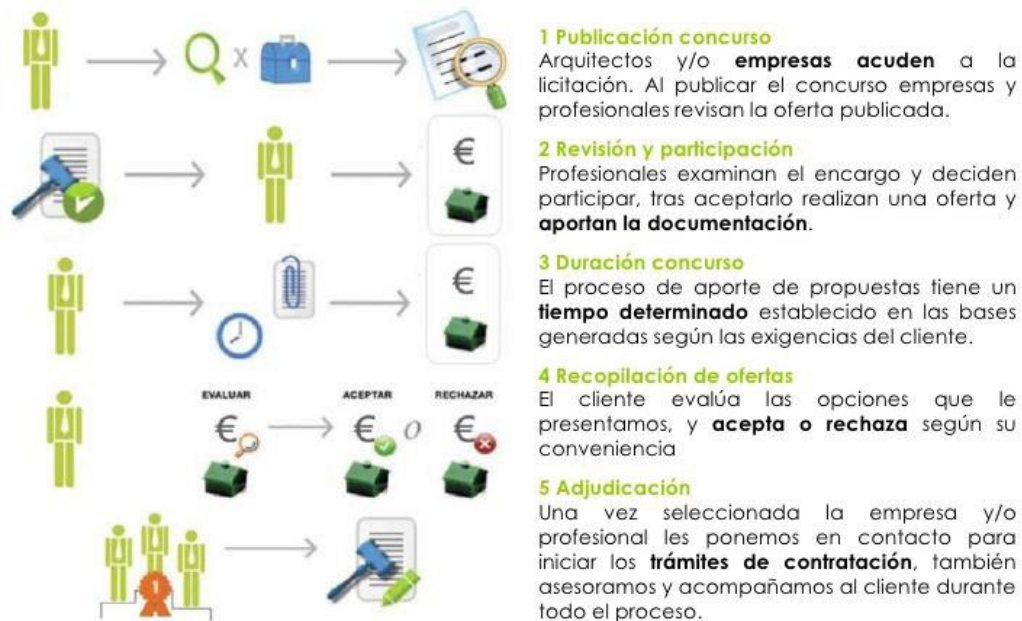 1 Publicación concurso
Arquitectos y/o empresas acuden a la
licitación. Al publicar el concurso empresas y
profesionales revisan la oferta publicada.
2 Revisión y participación
Profesionales examinan el encargo y deciden
participar, tras aceptarlo realizan una oferta y
aportan la documentación.
3 Duración concurso
El proceso de aporte de propuestas tiene un
tiempo determinado establecido en las bases
generadas según las exigencias del cliente.
EVALUAR
ACEPTAR
RECHAZAR
€
€
€
€
o
€
4 Recopilación de ofertas
El cliente evalúa las opciones que le
presentamos, y acepta o rechaza según su
conveniencia
5 Adjudicación
Una vez seleccionada la empresa y/o
profesional les ponemos en contacto para
iniciar los trámites de contratación, también
asesoramos y acompañamos al cliente durante
todo el proceso.
x
1